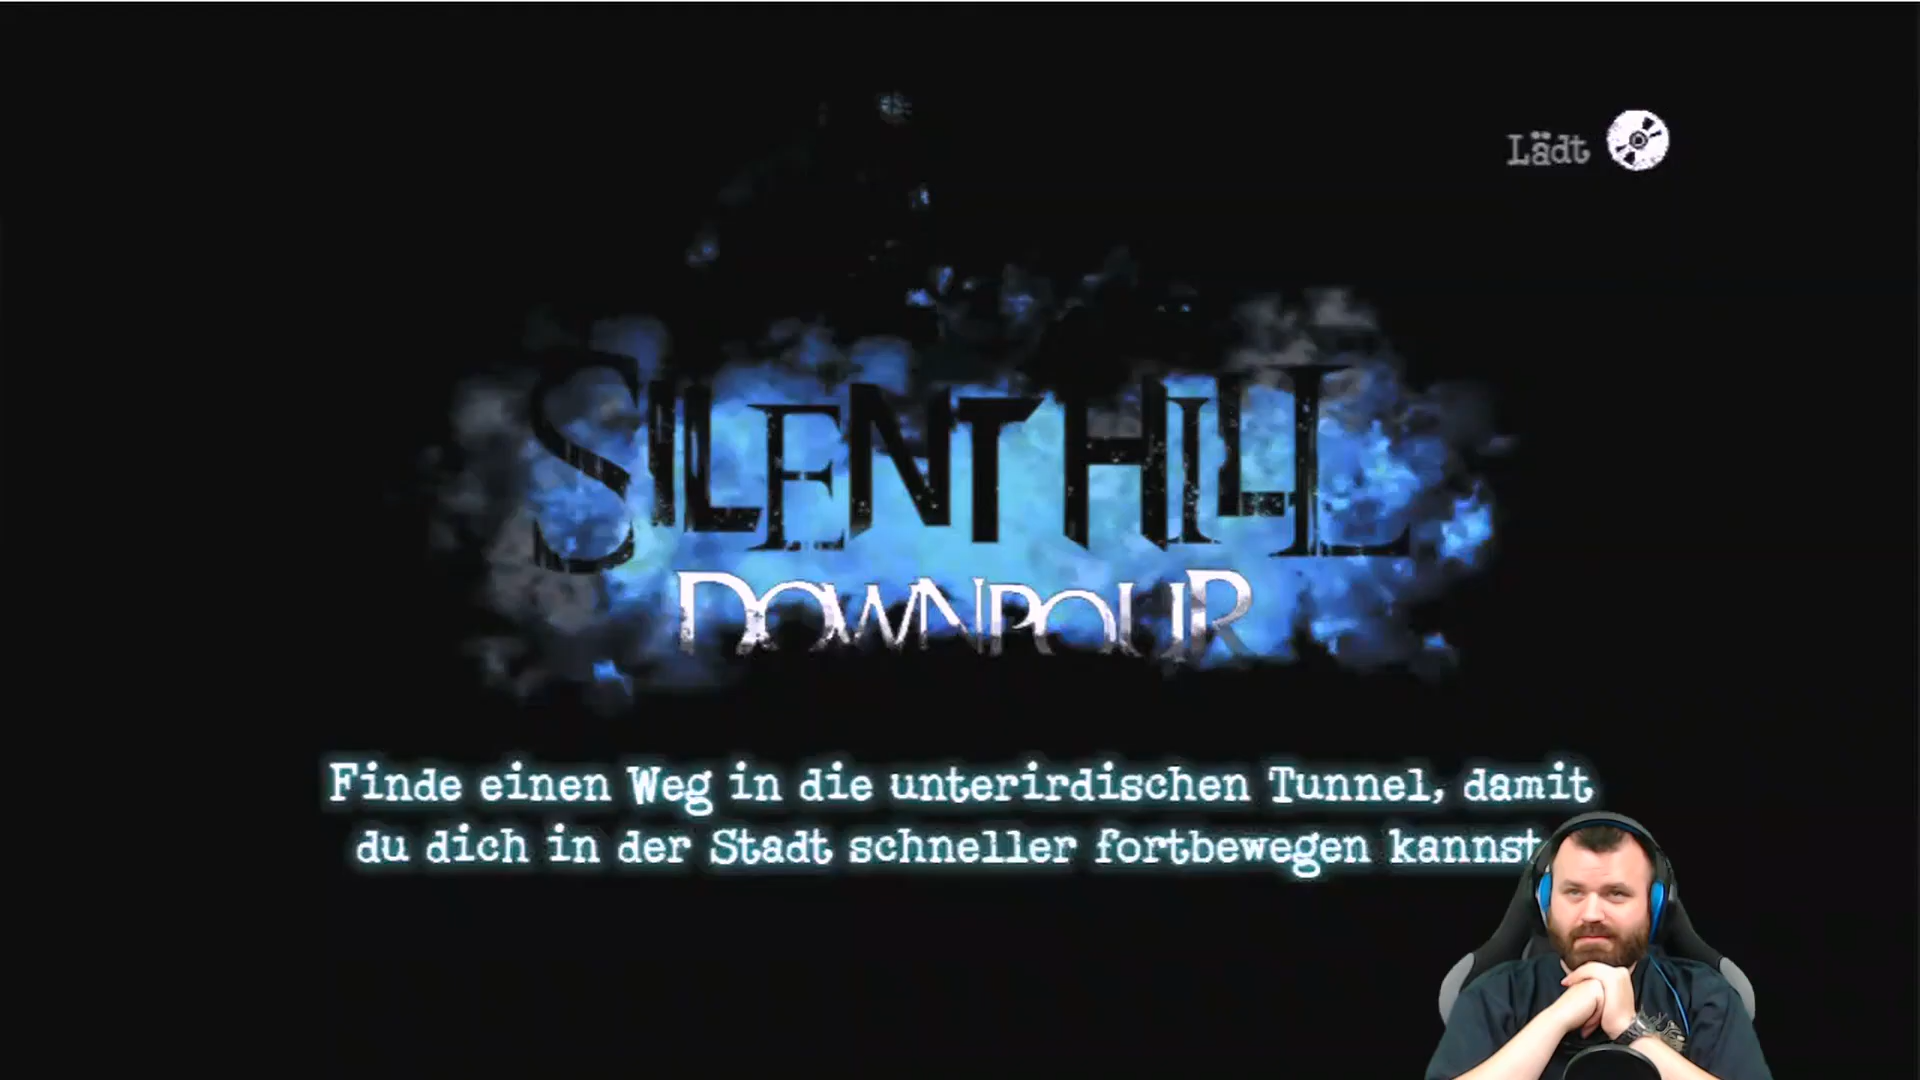 Lädt
SILENT HILL
DOWNPOUR
Finde einen Weg in die unterirdischen Tunnel, damit
du dich in der Stadt schneller fortbewegen kannst